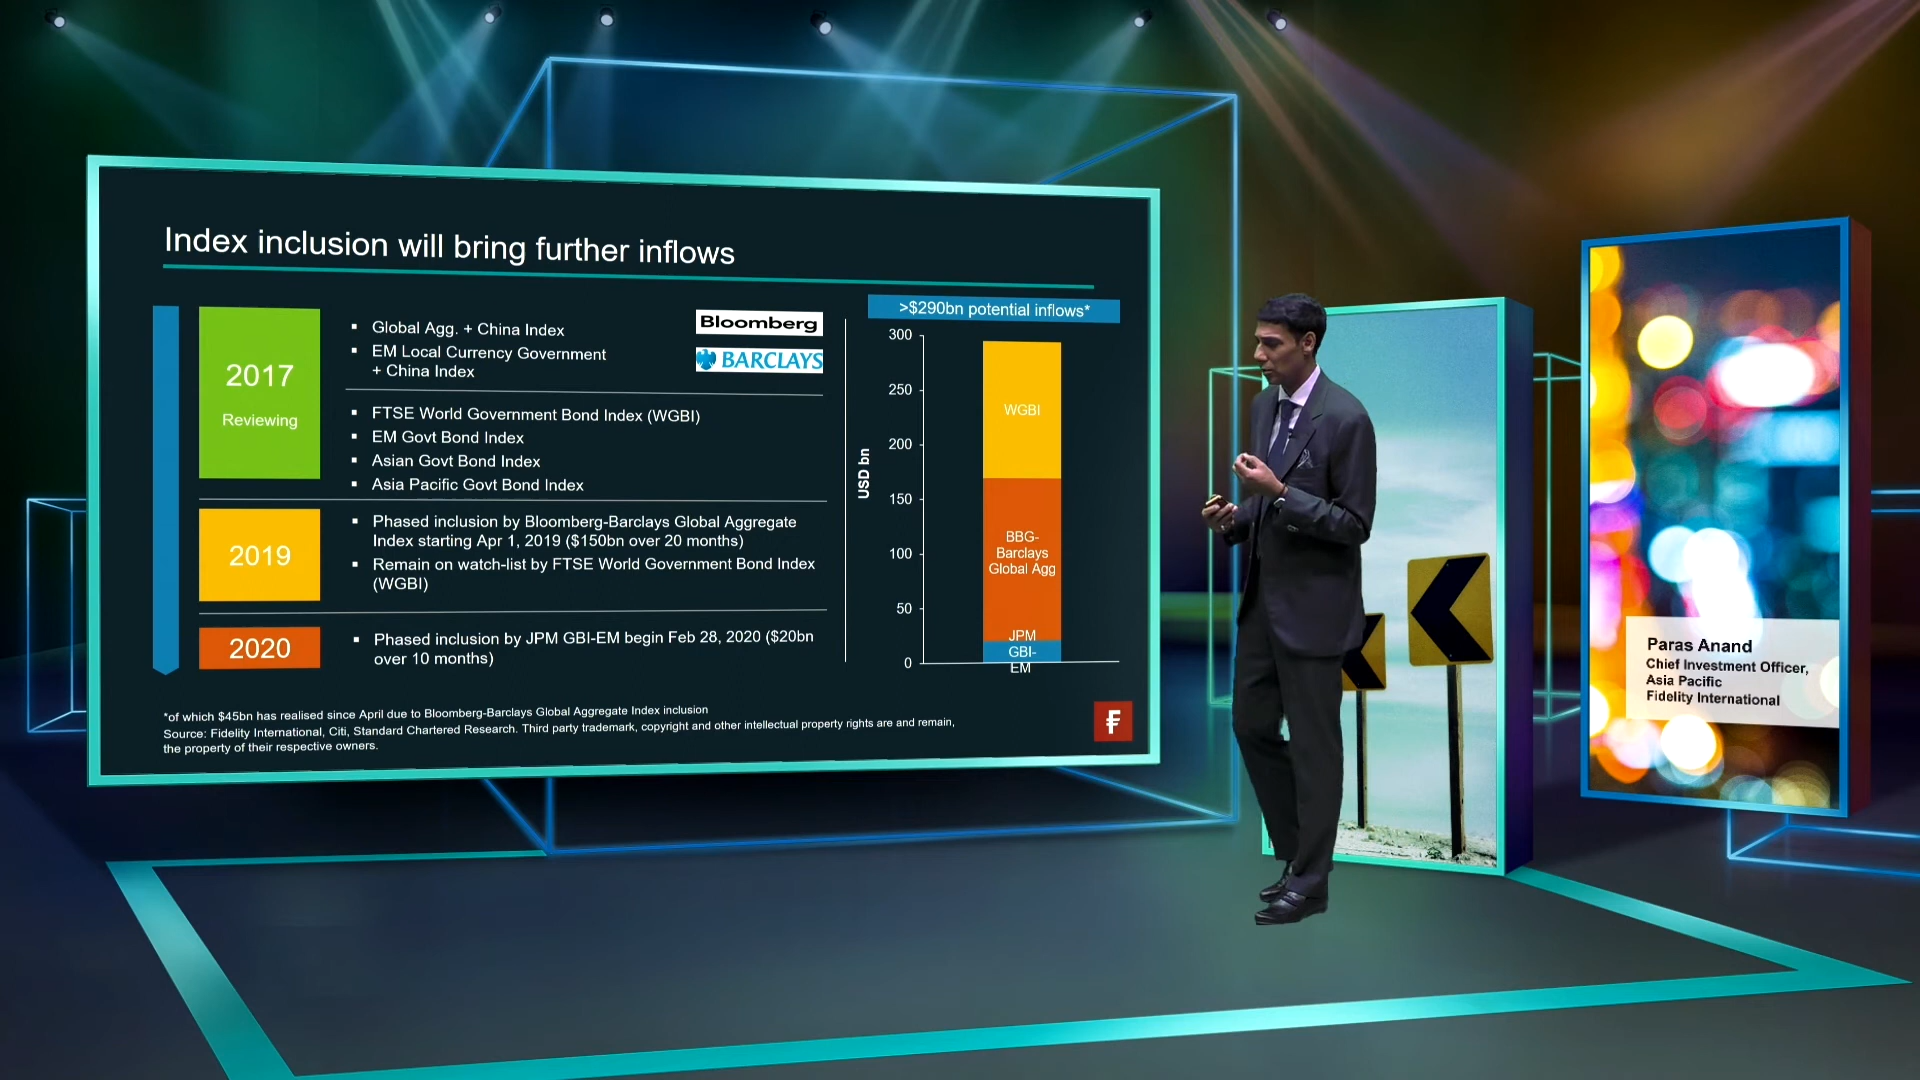 Index inclusion will bring further inflows
2017
Reviewing
▪ Global Agg. + China Index
▪ EM Local Currency Government
+ China Index
Bloomberg
BARCLAYS
▪ FTSE World Government Bond Index (WGBI)
▪ EM Govt Bond Index
▪ Asian Govt Bond Index
▪ Asia Pacific Govt Bond Index
2019
▪ Phased inclusion by Bloomberg-Barclays Global Aggregate
Index starting Apr 1, 2019 ($150bn over 20 months)
▪ Remain on watch-list by FTSE World Government Bond Index
(WGBI)
2020
▪ Phased inclusion by JPM GBI-EM begin Feb 28, 2020 ($20bn
over 10 months)
>$290bn potential inflows*
USD bn
300
250
200
150
100
50
0
WGBI
BBG-
Barclays
Global Agg
JPM
GBI-
EM
*of which $45bn has realised since April due to Bloomberg-Barclays Global Aggregate Index inclusion
Source: Fidelity International, Citi, Standard Chartered Research. Third party trademark, copyright and other intellectual property rights are and remain,
the property of their respective owners.
Paras Anand
Chief Investment Officer,
Asia Pacific
Fidelity International